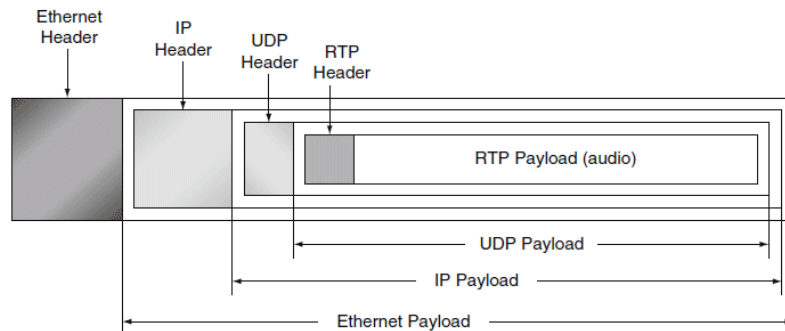 Ethernet
Header
IP
Header
UDP
Header
RTP
Header
RTP Payload (audio)
UDP Payload
IP Payload
Ethernet Payload